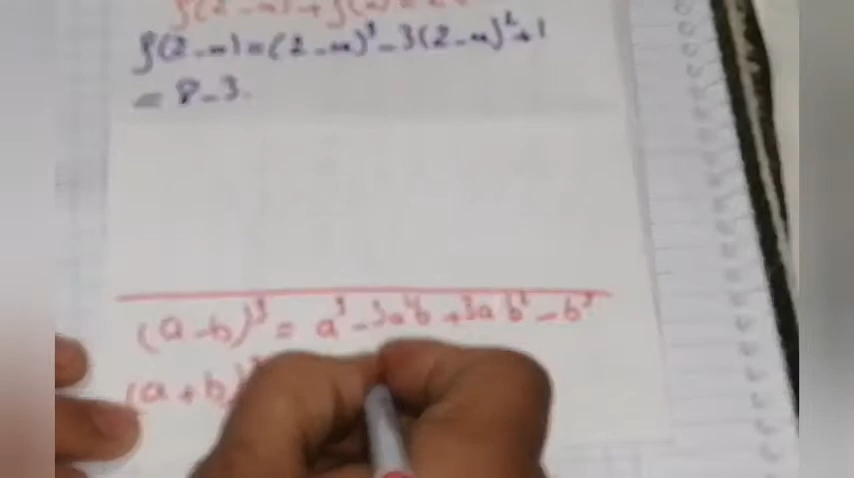 f(2-x)=(2-x)³-3(2-x)²+1
= 8-3.
(a-b)³ = a³-3a²b+3ab²-b³
(a+b)